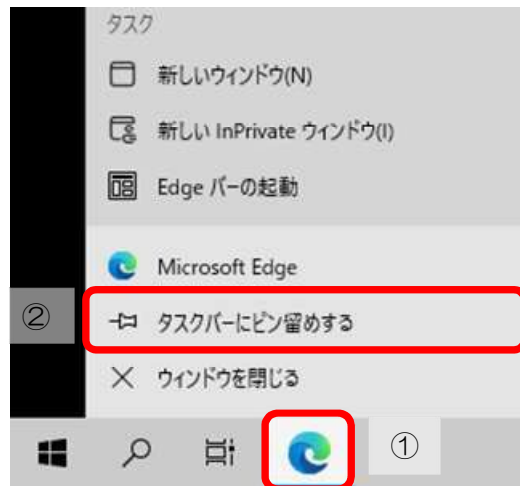 タスク
新しいウィンドウ(N)
新しい InPrivate ウィンドウ(I)
Edge バーの起動
Microsoft Edge
② タスクバーにピン留めする
ウィンドウを閉じる
①